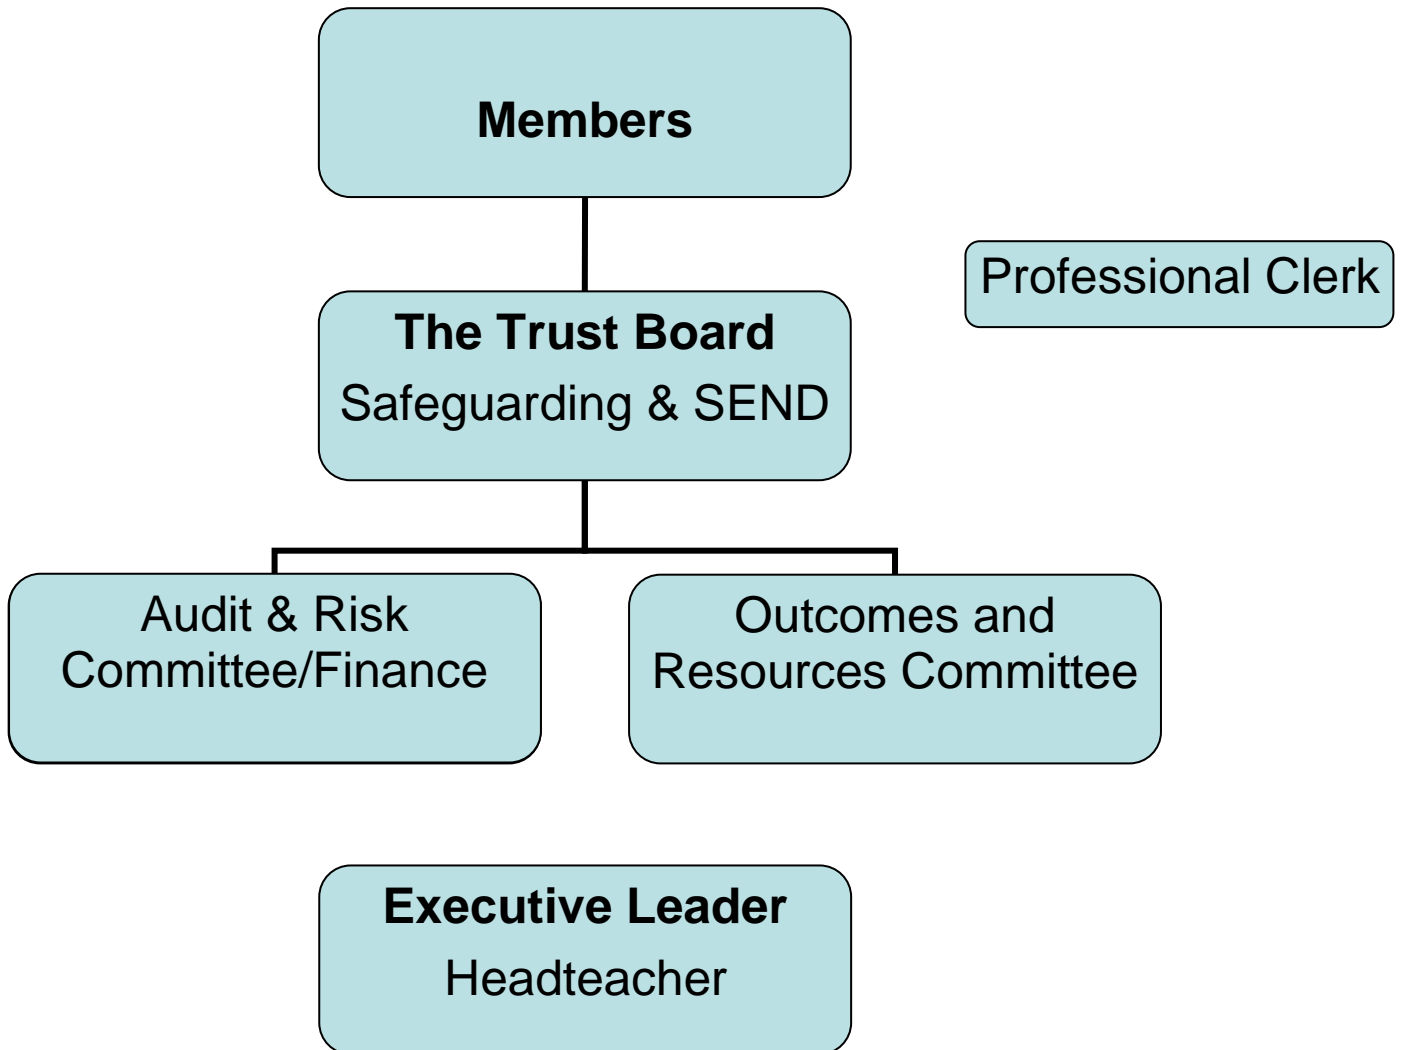 Members
Professional Clerk
The Trust Board
Safeguarding & SEND
Audit & Risk
Committee/Finance
Outcomes and
Resources Committee
Executive Leader
Headteacher